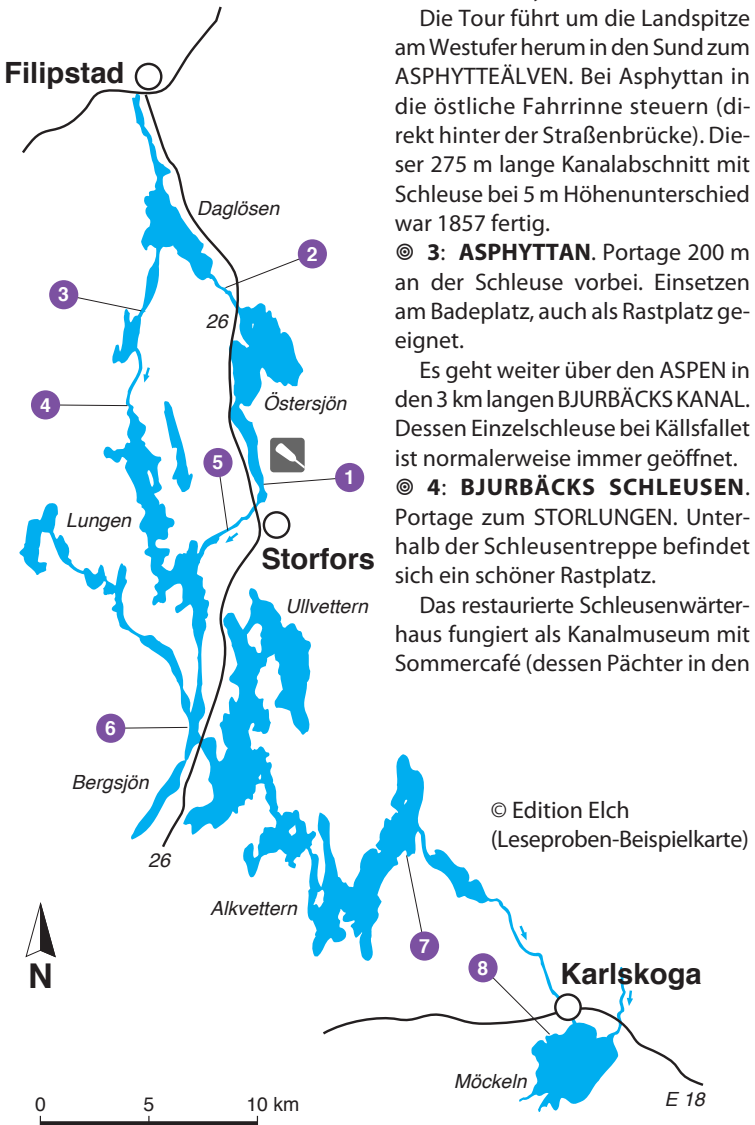 Die Tour führt um die Landspitze
am Westufer herum in den Sund zum
ASPHYTTEÄLVEN. Bei Asphyttan in
die östliche Fahrrinne steuern (di-
rekt hinter der Straßenbrücke). Die-
ser 275 m lange Kanalabschnitt mit
Schleuse bei 5 m Höhenunterschied
war 1857 fertig.
◎ 3: ASPHYTTAN. Portage 200 m
an der Schleuse vorbei. Einsetzen
am Badeplatz, auch als Rastplatz ge-
eignet.
Es geht weiter über den ASPEN in
den 3 km langen BJURBÄCKS KANAL.
Dessen Einzelschleuse bei Källsfallet
ist normalerweise immer geöffnet.
◎ 4: BJURBÄCKS SCHLEUSEN.
Portage zum STORLUNGEN. Unter-
halb der Schleusentreppe befindet
sich ein schöner Rastplatz.
Das restaurierte Schleusenwärter-
haus fungiert als Kanalmuseum mit
Sommercafé (dessen Pächter in den
Filipstad
Daglösen
2
3
26
4
Östersjön
5
1
Lungen
Storfors
Ullvettern
6
Bergsjön
26
© Edition Elch
(Leseproben-Beispielkarte)
Alkvettern
7
8
Karlskoga
N
Möckeln
E 18
0 5 10 km